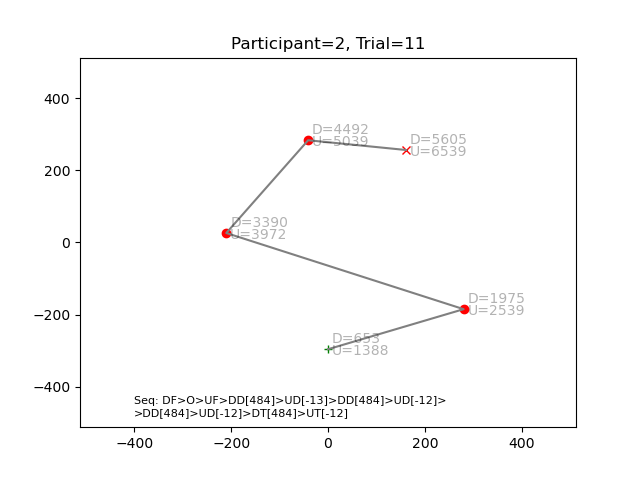 Participant=2, Trial=11
400
200
0
−200
−400
D=4492
U=5039
D=5605
U=6539
D=3390
U=3972
D=1975
U=2539
D=653
U=1388
Seq: DF>O>UF>DD[484]>UD[-13]>DD[484]>UD[-12]>
>DD[484]>UD[-12]>DT[484]>UT[-12]
−400 −200 0 200 400